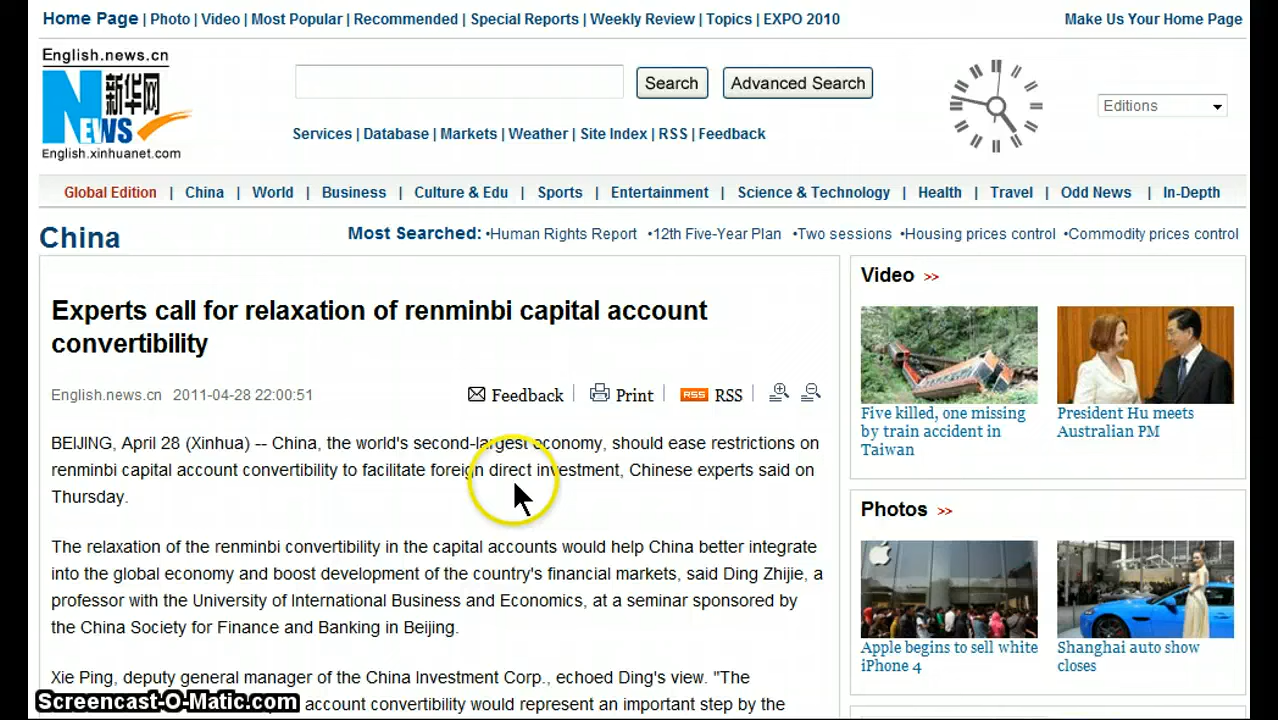 Home Page | Photo | Video | Most Popular | Recommended | Special Reports | Weekly Review | Topics | EXPO 2010
Make Us Your Home Page
English.news.cn
NEWS 新华网
English.xinhuanet.com
Search
Advanced Search
Editions
Services | Database | Markets | Weather | Site Index | RSS | Feedback
Global Edition | China | World | Business | Culture & Edu | Sports | Entertainment | Science & Technology | Health | Travel | Odd News | In-Depth
China
Most Searched: •Human Rights Report •12th Five-Year Plan •Two sessions •Housing prices control •Commodity prices control
Experts call for relaxation of renminbi capital account
convertibility
English.news.cn 2011-04-28 22:00:51
Feedback | Print | RSS RSS |
BEIJING, April 28 (Xinhua) -- China, the world's second-largest economy, should ease restrictions on
renminbi capital account convertibility to facilitate foreign direct investment, Chinese experts said on
Thursday.
The relaxation of the renminbi convertibility in the capital accounts would help China better integrate
into the global economy and boost development of the country's financial markets, said Ding Zhijie, a
professor with the University of International Business and Economics, at a seminar sponsored by
the China Society for Finance and Banking in Beijing.
Xie Ping, deputy general manager of the China Investment Corp., echoed Ding's view. "The
account convertibility would represent an important step by the
Screencast-O-Matic.com
Video >>
Five killed, one missing
by train accident in
Taiwan
President Hu meets
Australian PM
Photos >>
Apple begins to sell white
iPhone 4
Shanghai auto show
closes